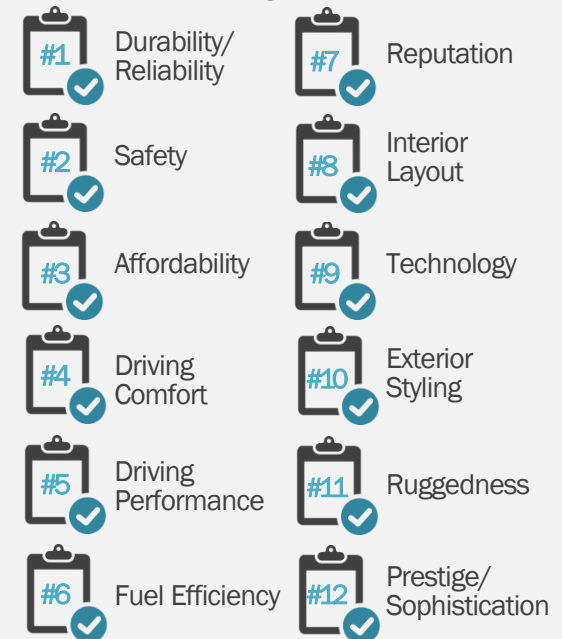 #1
Durability/
Reliability
#2
Safety
#3
Affordability
#4
Driving
Comfort
#5
Driving
Performance
#6
Fuel Efficiency
#7
Reputation
#8
Interior
Layout
#9
Technology
#10
Exterior
Styling
#11
Ruggedness
#12
Prestige/
Sophistication